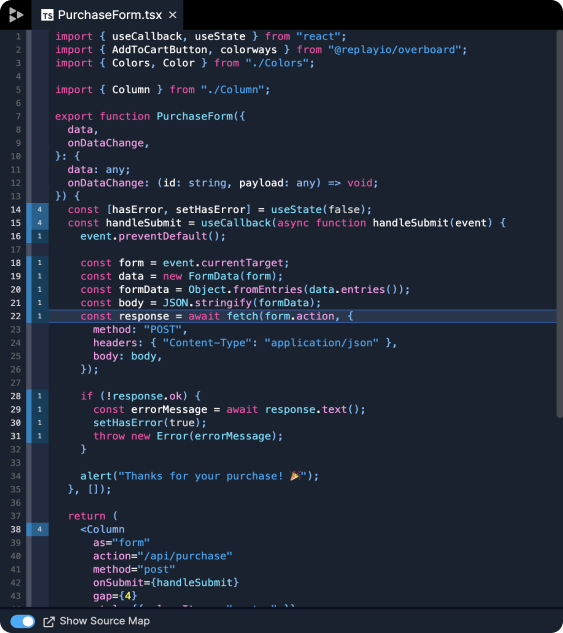 TS PurchaseForm.tsx ×
1 import { useCallback, useState } from "react";
2 import { AddToCartButton, colorways } from "@replayio/overboard";
3 import { Colors, Color } from "./Colors";
4
5 import { Column } from "./Column";
6
7 export function PurchaseForm({
8 data,
9 onDataChange,
10 }: {
11 data: any;
12 onDataChange: (id: string, payload: any) => void;
13 }) {
14 4 const [hasError, setHasError] = useState(false);
15 4 const handleSubmit = useCallback(async function handleSubmit(event) {
16 1 event.preventDefault();
17
18 1 const form = event.currentTarget;
19 1 const data = new FormData(form);
20 1 const formData = Object.fromEntries(data.entries());
21 1 const body = JSON.stringify(formData);
22 1 const response = await fetch(form.action, {
23 method: "POST",
24 headers: { "Content-Type": "application/json" },
25 body: body,
26 });
27
28 1 if (!response.ok) {
29 1 const errorMessage = await response.text();
30 1 setHasError(true);
31 1 throw new Error(errorMessage);
32 }
33
34 alert("Thanks for your purchase! 🎉");
35 }, []);
36
37 return (
38 4 <Column
39 as="form"
40 action="/api/purchase"
41 method="post"
42 onSubmit={handleSubmit}
43 gap={4}
Show Source Map